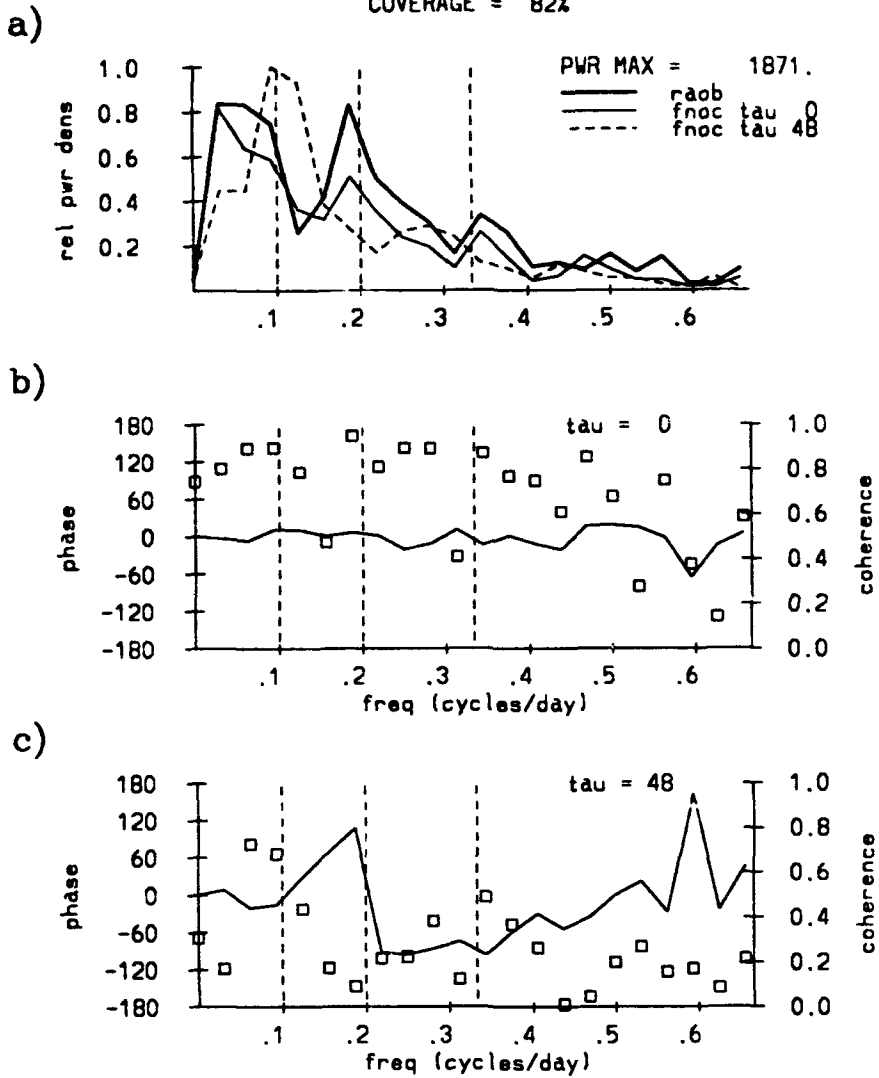 COVERAGE = 82%
a)
PWR MAX = 1871.
raob
fnoc tau 0
fnoc tau 48
rel pwr dens
1.0
0.8
0.6
0.4
0.2
.1 .2 .3 .4 .5 .6
b)
tau = 0
phase
180
120
60
0
-60
-120
-180
coherence
1.0
0.8
0.6
0.4
0.2
0.0
.1 .2 .3 .4 .5 .6
freq (cycles/day)
c)
tau = 48
phase
180
120
60
0
-60
-120
-180
coherence
1.0
0.8
0.6
0.4
0.2
0.0
.1 .2 .3 .4 .5 .6
freq (cycles/day)